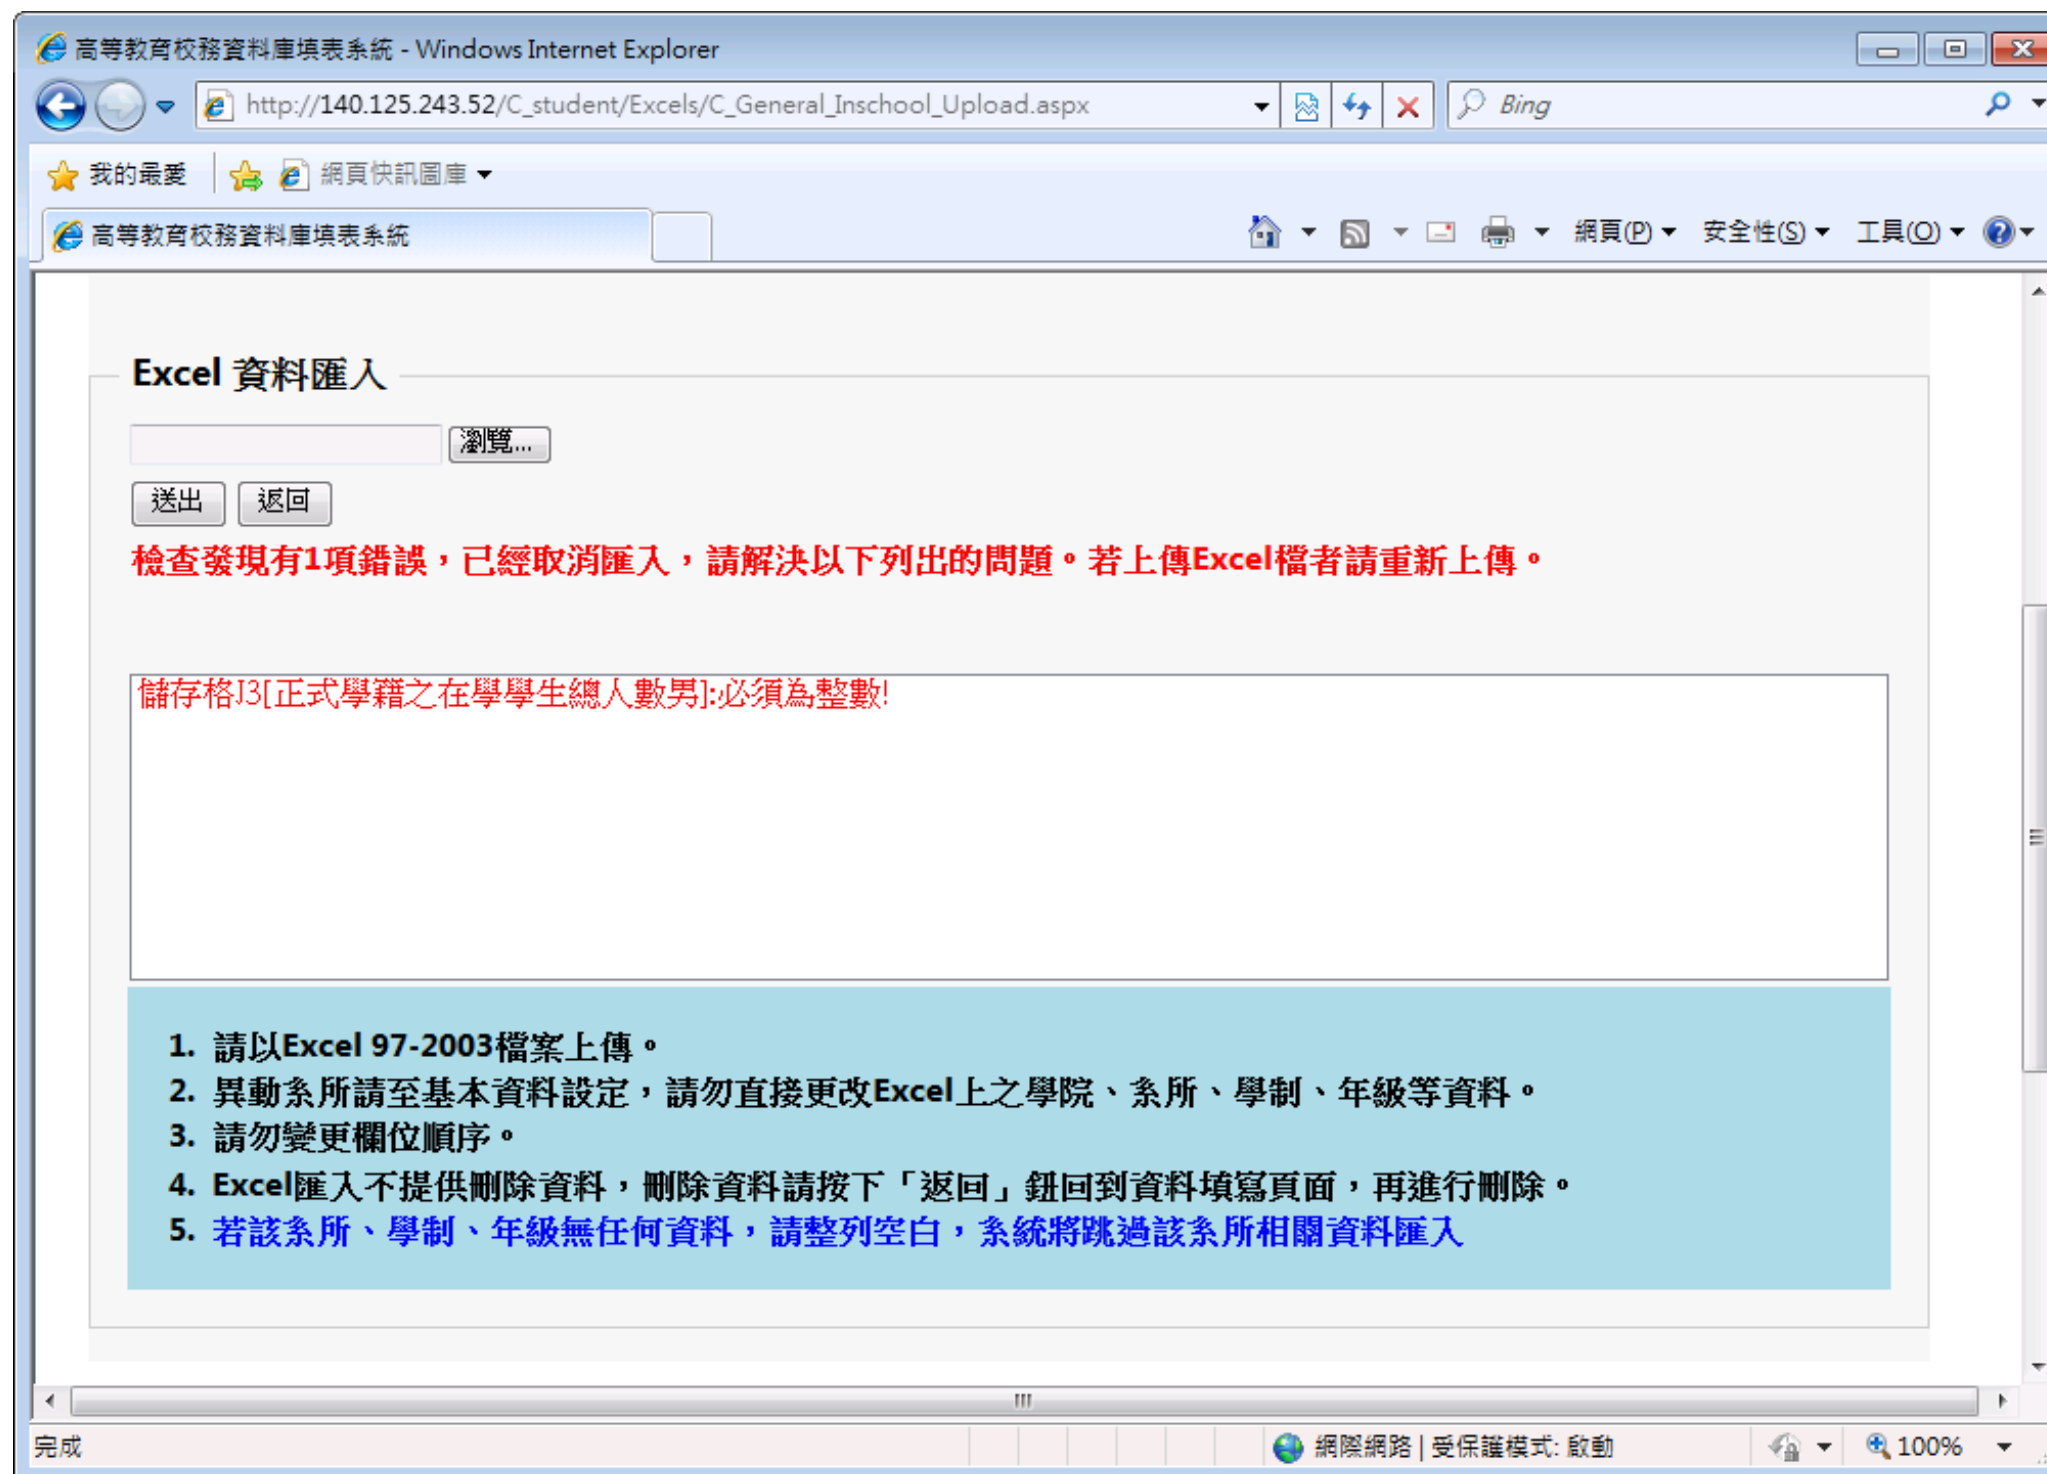 高等教育校務資料庫填表系統 - Windows Internet Explorer
http://140.125.243.52/C_student/Excels/C_General_Inschool_Upload.aspx
Bing
我的最愛
網頁快訊圖庫
高等教育校務資料庫填表系統
網頁(P)
安全性(S)
工具(O)
Excel 資料匯入
瀏覽...
送出
返回
檢查發現有1項錯誤，已經取消匯入，請解決以下列出的問題。若上傳Excel檔者請重新上傳。
儲存格J3[正式學籍之在學學生總人數男]:必須為整數!
1. 請以Excel 97-2003檔案上傳。
2. 異動系所請至基本資料設定，請勿直接更改Excel上之學院、系所、學制、年級等資料。
3. 請勿變更欄位順序。
4. Excel匯入不提供刪除資料，刪除資料請按下「返回」鈕回到資料填寫頁面，再進行刪除。
5. 若該系所、學制、年級無任何資料，請整列空白，系統將跳過該系所相關資料匯入
完成
網際網路 | 受保護模式: 啟動
100%